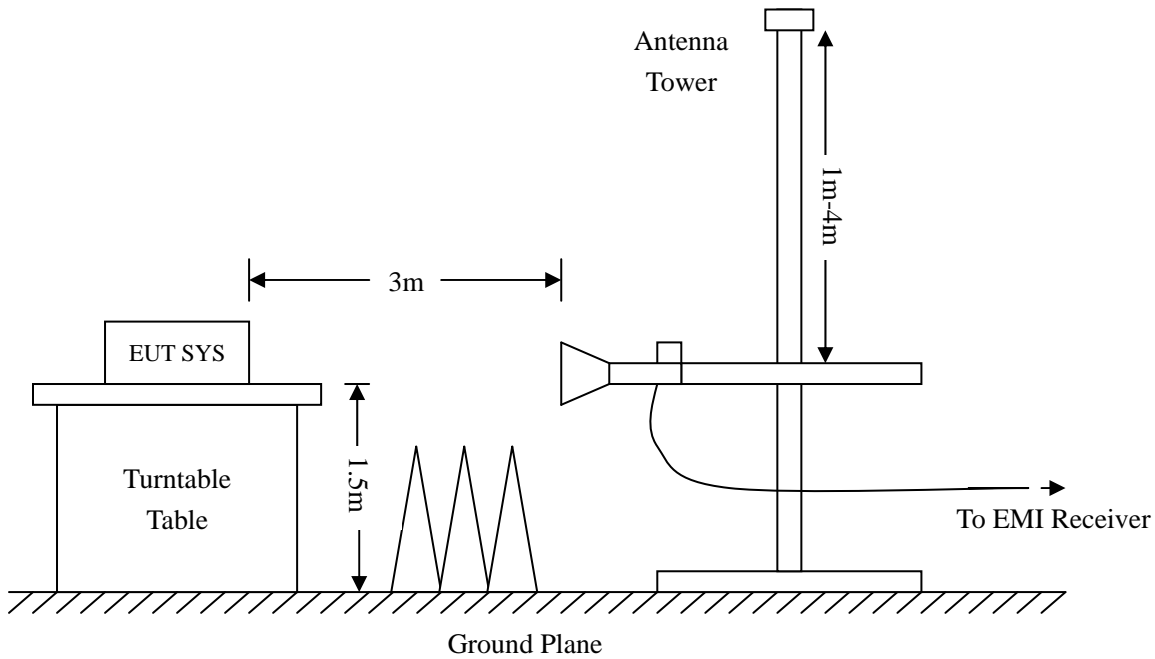 Antenna
Tower
1m-4m
3m
EUT SYS
1.5m
Turntable
Table
To EMI Receiver
Ground Plane